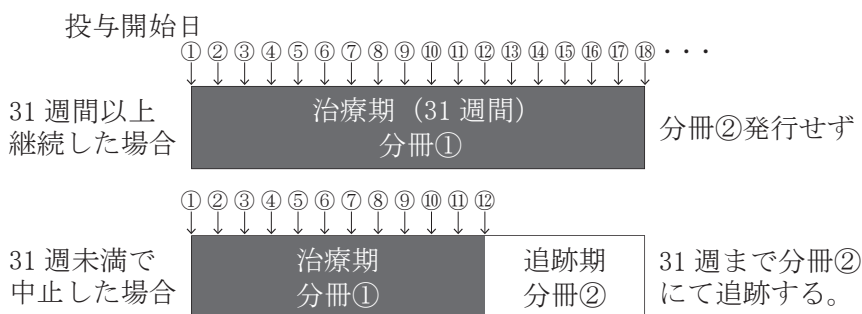 投与開始日
①②③④⑤⑥⑦⑧⑨⑩⑪⑫⑬⑭⑮⑯⑰⑱・・・
31週間以上
継続した場合
治療期（31週間）
分冊①
分冊②発行せず
①②③④⑤⑥⑦⑧⑨⑩⑪⑫
31週未満で
中止した場合
治療期
分冊①
追跡期
分冊②
31週まで分冊②
にて追跡する。